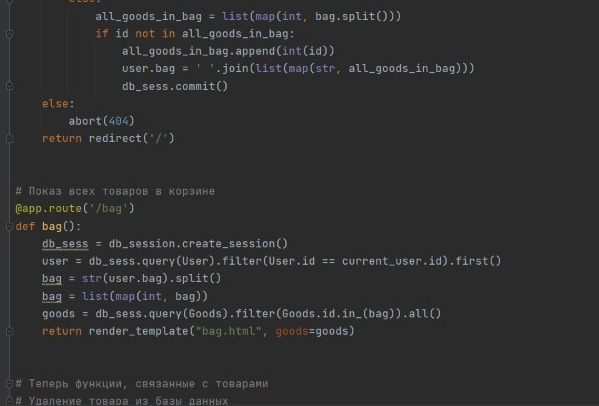 else:
all_goods_in_bag = list(map(int, bag.split()))
if id not in all_goods_in_bag:
all_goods_in_bag.append(int(id))
user.bag = ' '.join(list(map(str, all_goods_in_bag)))
db_sess.commit()
else:
abort(404)
return redirect('/')
# Показ всех товаров в корзине
@app.route('/bag')
def bag():
db_sess = db_session.create_session()
user = db_sess.query(User).filter(User.id == current_user.id).first()
bag = str(user.bag).split()
bag = list(map(int, bag))
goods = db_sess.query(Goods).filter(Goods.id.in_(bag)).all()
return render_template("bag.html", goods=goods)
# Теперь функции, связанные с товарами
# Удаление товара из базы данных